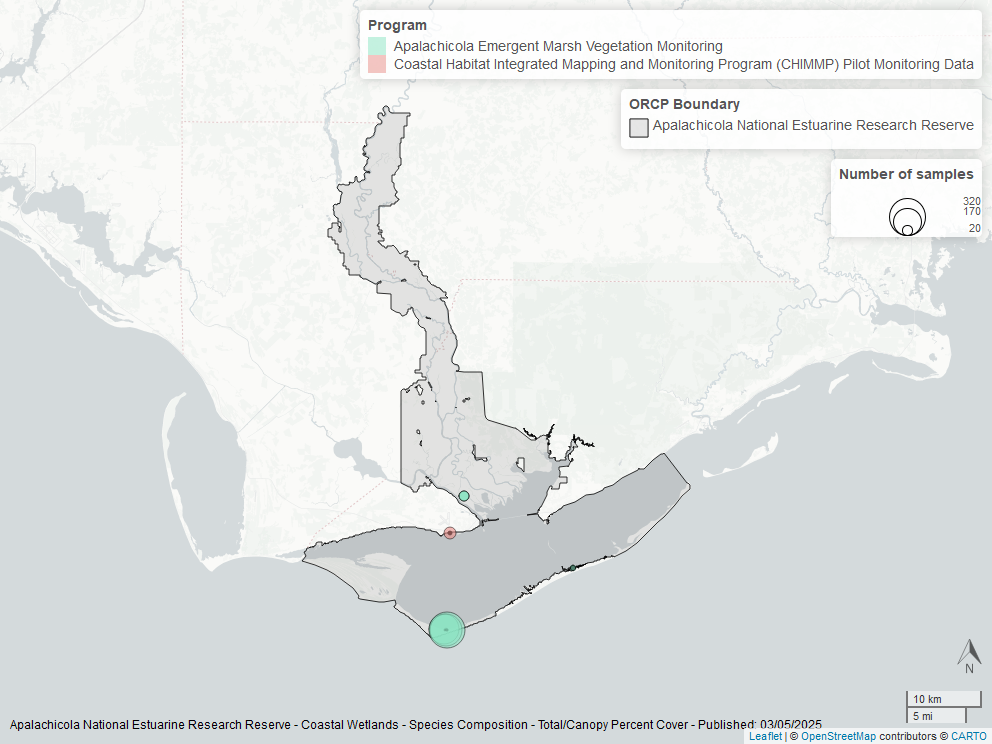 Program
Apalachicola Emergent Marsh Vegetation Monitoring
Coastal Habitat Integrated Mapping and Monitoring Program (CHIMMP) Pilot Monitoring Data
ORCP Boundary
Apalachicola National Estuarine Research Reserve
Number of samples
320
170
20
N
10 km
5 mi
Apalachicola National Estuarine Research Reserve - Coastal Wetlands - Species Composition - Total/Canopy Percent Cover - Published: 03/05/2025
Leaflet | © OpenStreetMap contributors © CARTO